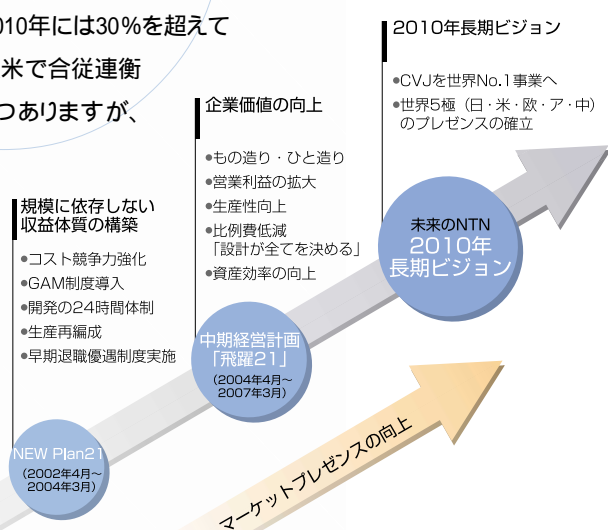 010年には30%を超えて
米で合従連衡
つありますが、
2010年長期ビジョン
•CVJを世界No.1事業へ
•世界5極（日・米・欧・ア・中）
のプレゼンスの確立
企業価値の向上
•もの造り・ひと造り
•営業利益の拡大
•生産性向上
•比例費低減
「設計が全てを決める」
•資産効率の向上
規模に依存しない
収益体質の構築
•コスト競争力強化
•GAM制度導入
•開発の24時間体制
•生産再編成
•早期退職優遇制度実施
未来のNTN
2010年
長期ビジョン
中期経営計画
「飛躍21」
（2004年4月～
2007年3月）
NEW Plan21
（2002年4月～
2004年3月）
マーケットプレゼンスの向上